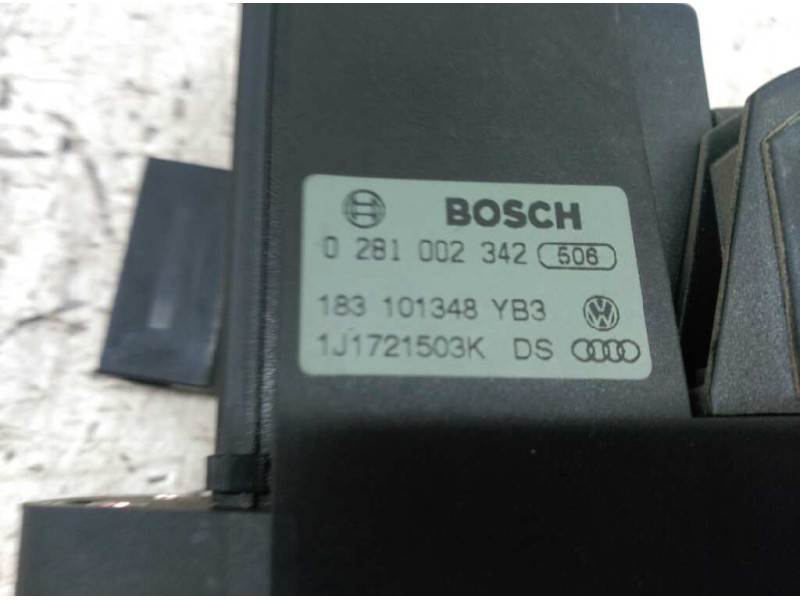 BOSCH
0 281 002 342 506
183 101348 YB3
1J1721503K DS